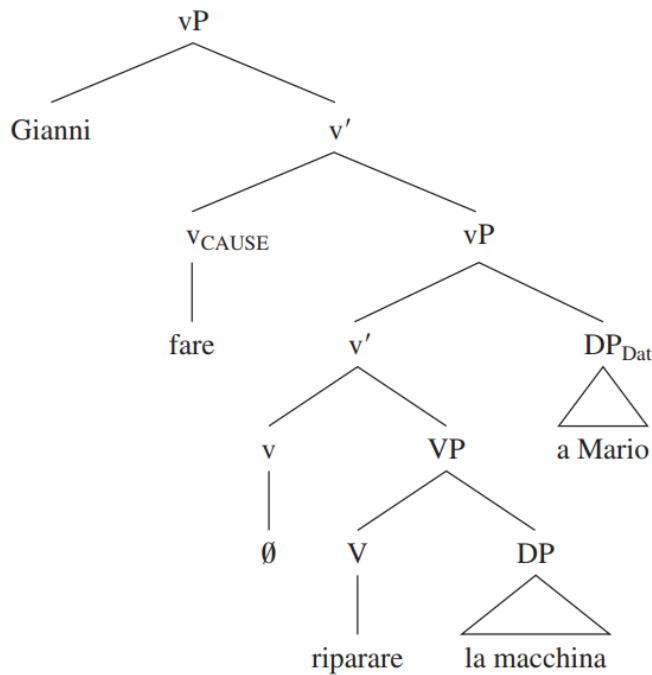 vP
Gianni v′
vCAUSE vP
fare v′ DPDat
v VP a Mario
Ø V DP
riparare la macchina